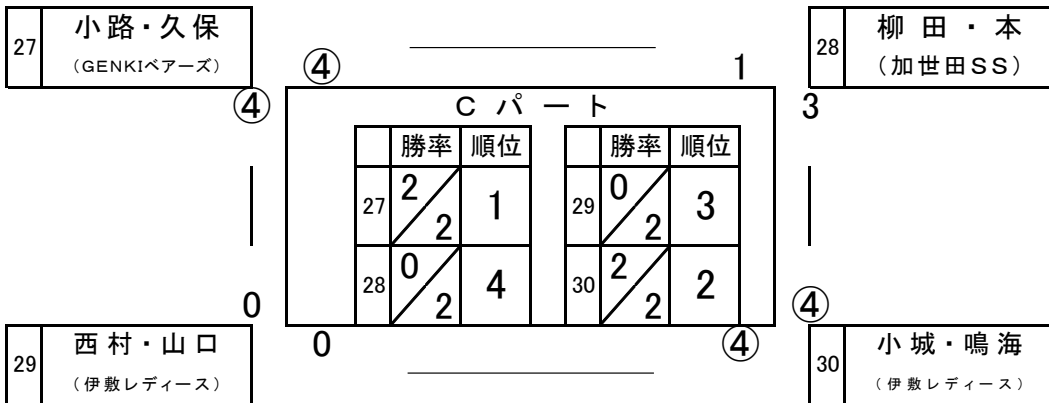 27 小路・久保
（GENKIベアーズ）
28 柳田・本
（加世田SS）
④ 1
④ 3
Cパート
勝率 順位 勝率 順位
27 2/2 1 29 0/2 3
28 0/2 4 30 2/2 2
0 ④
0 ④
29 西村・山口
（伊敷レディース）
30 小城・鳴海
（伊敷レディース）